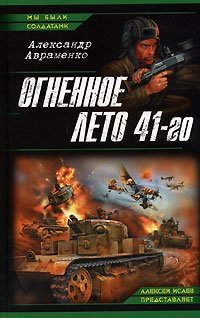 МЫ БЫЛИ
СОЛДАТАМИ
Александр
Авраменко
ОГНЕННОЕ
ЛЕТО 41-го
АЛЕКСЕЙ ИСАЕВ
ПРЕДСТАВЛЯЕТ